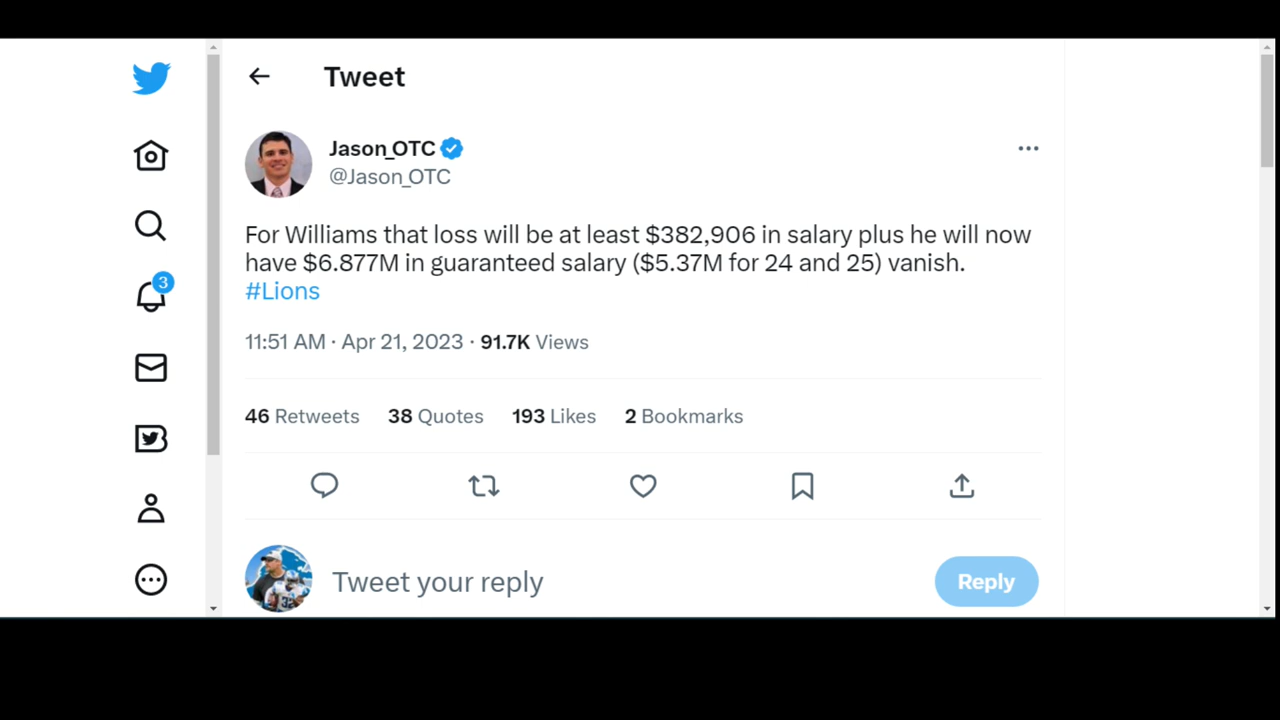 Tweet
Jason_OTC
@Jason_OTC
For Williams that loss will be at least $382,906 in salary plus he will now
have $6.877M in guaranteed salary ($5.37M for 24 and 25) vanish.
#Lions
3
11:51 AM · Apr 21, 2023 · 91.7K Views
46 Retweets 38 Quotes 193 Likes 2 Bookmarks
Tweet your reply
Reply